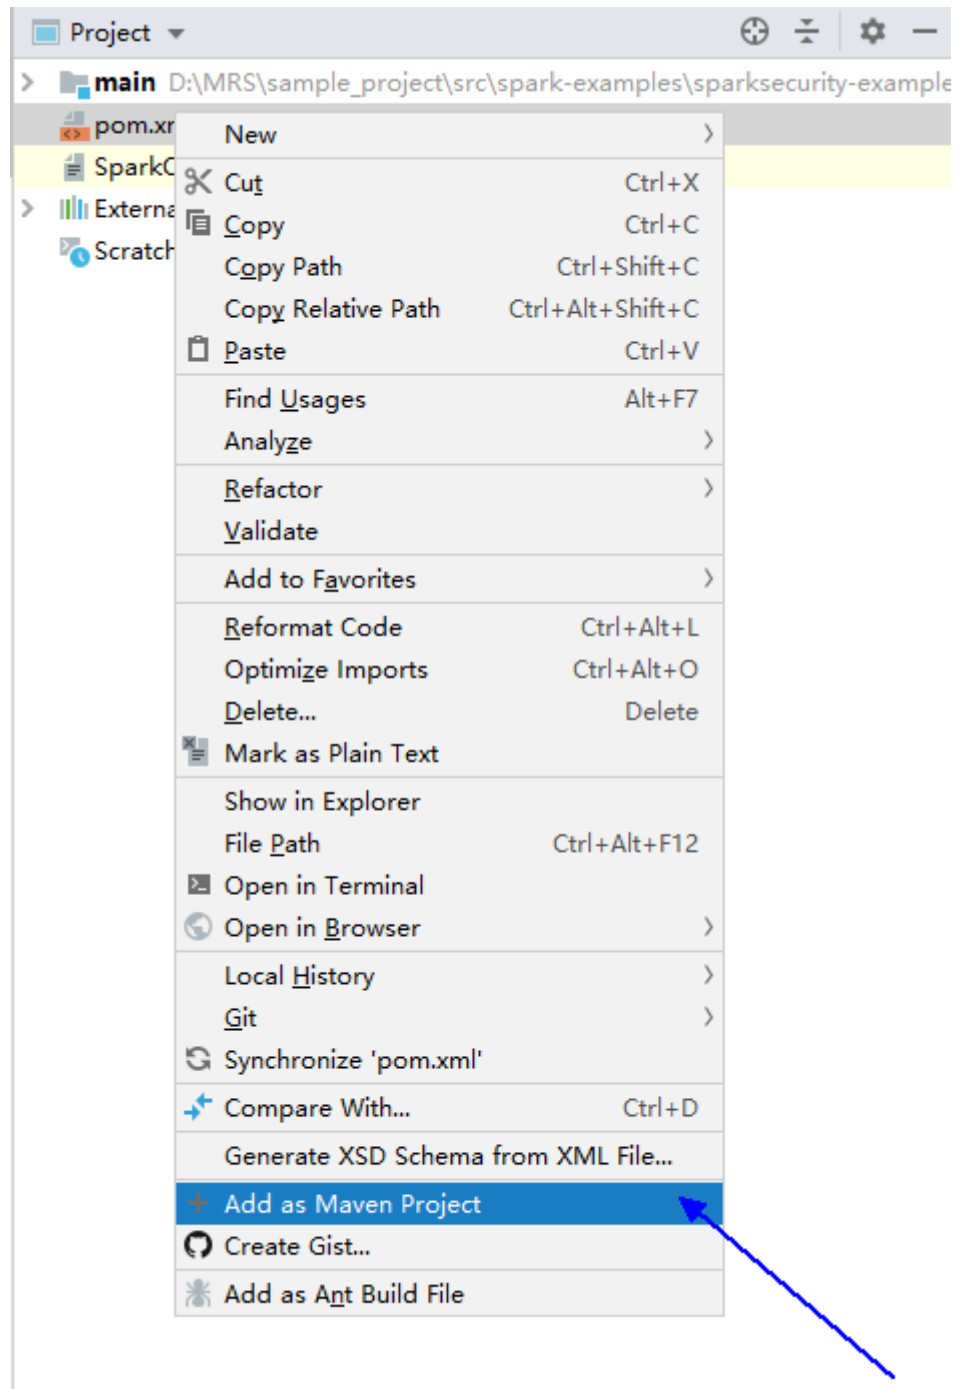 Project
main D:\MRS\sample_project\src\spark-examples\sparksecurity-example
pom.xr
New
SparkC
Cut Ctrl+X
Externa
Copy Ctrl+C
Scratch
Copy Path Ctrl+Shift+C
Copy Relative Path Ctrl+Alt+Shift+C
Paste Ctrl+V
Find Usages Alt+F7
Analyze
Refactor
Validate
Add to Favorites
Reformat Code Ctrl+Alt+L
Optimize Imports Ctrl+Alt+O
Delete... Delete
Mark as Plain Text
Show in Explorer
File Path Ctrl+Alt+F12
Open in Terminal
Open in Browser
Local History
Git
Synchronize 'pom.xml'
Compare With... Ctrl+D
Generate XSD Schema from XML File...
Add as Maven Project
Create Gist...
Add as Ant Build File